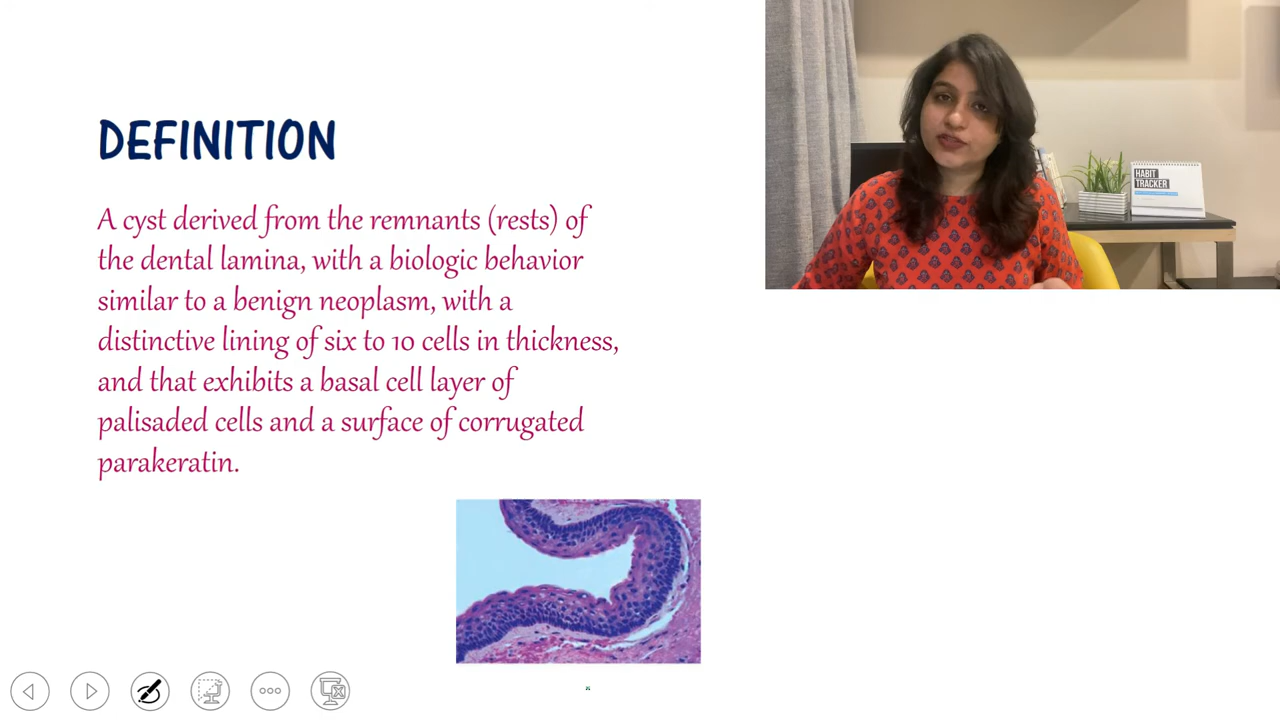 DEFINITION
A cyst derived from the remnants (rests) of
the dental lamina, with a biologic behavior
similar to a benign neoplasm, with a
distinctive lining of six to 10 cells in thickness,
and that exhibits a basal cell layer of
palisaded cells and a surface of corrugated
parakeratin.
HABIT
TRACKER